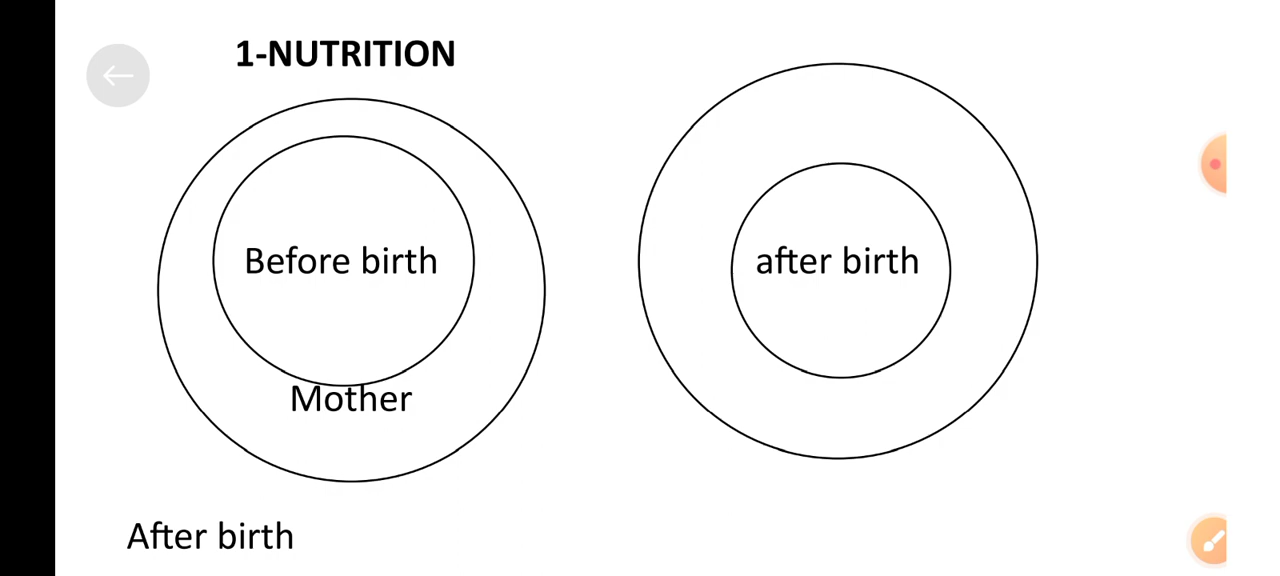 1-NUTRITION
Before birth
Mother
after birth
After birth